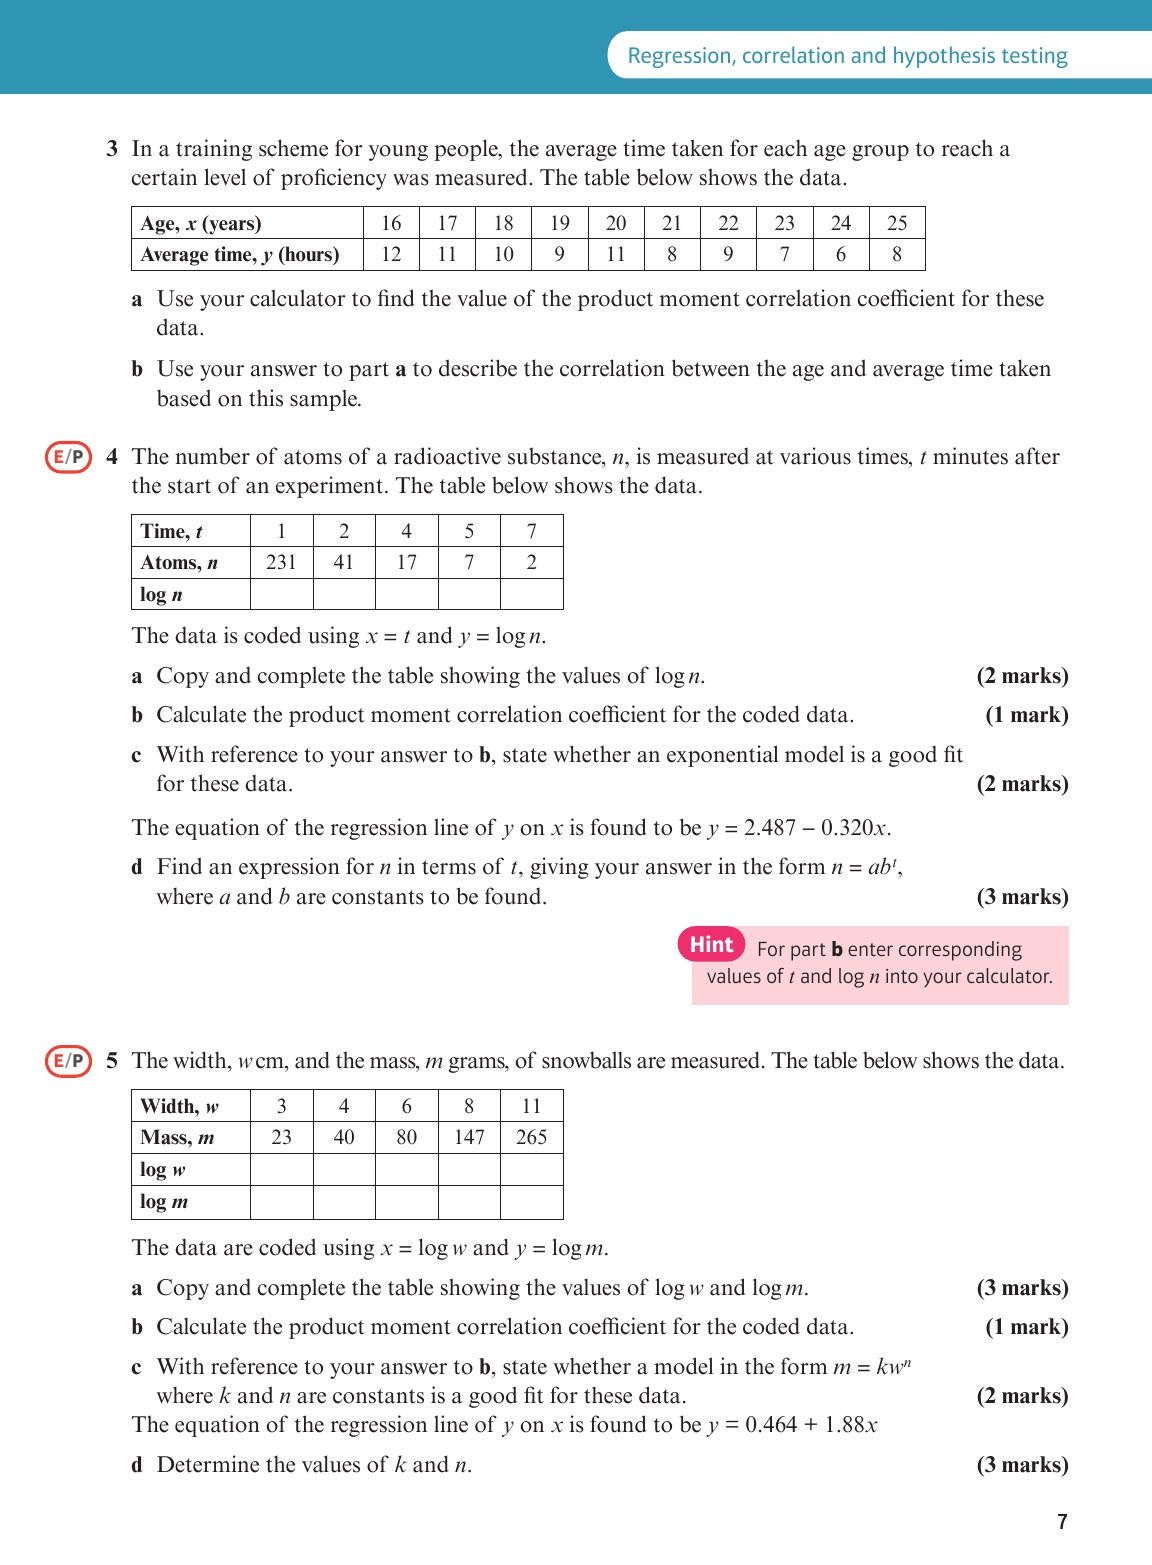 Regression, correlation and hypothesis testing
3 In a training scheme for young people, the average time taken for each age group to reach a
certain level of proficiency was measured. The table below shows the data.
Age, x (years) 16 17 18 19 20 21 22 23 24 25
Average time, y (hours) 12 11 10 9 11 8 9 7 6 8
a Use your calculator to find the value of the product moment correlation coefficient for these
data.
b Use your answer to part a to describe the correlation between the age and average time taken
based on this sample.
E/P 4 The number of atoms of a radioactive substance, n, is measured at various times, t minutes after
the start of an experiment. The table below shows the data.
Time, t 1 2 4 5 7
Atoms, n 231 41 17 7 2
log n
The data is coded using x = t and y = log n.
a Copy and complete the table showing the values of log n. (2 marks)
b Calculate the product moment correlation coefficient for the coded data. (1 mark)
c With reference to your answer to b, state whether an exponential model is a good fit
for these data. (2 marks)
The equation of the regression line of y on x is found to be y = 2.487 − 0.320x.
d Find an expression for n in terms of t, giving your answer in the form n = abᵗ,
where a and b are constants to be found. (3 marks)
Hint For part b enter corresponding
values of t and log n into your calculator.
E/P 5 The width, w cm, and the mass, m grams, of snowballs are measured. The table below shows the data.
Width, w 3 4 6 8 11
Mass, m 23 40 80 147 265
log w
log m
The data are coded using x = log w and y = log m.
a Copy and complete the table showing the values of log w and log m. (3 marks)
b Calculate the product moment correlation coefficient for the coded data. (1 mark)
c With reference to your answer to b, state whether a model in the form m = kwⁿ
where k and n are constants is a good fit for these data. (2 marks)
The equation of the regression line of y on x is found to be y = 0.464 + 1.88x
d Determine the values of k and n. (3 marks)
7